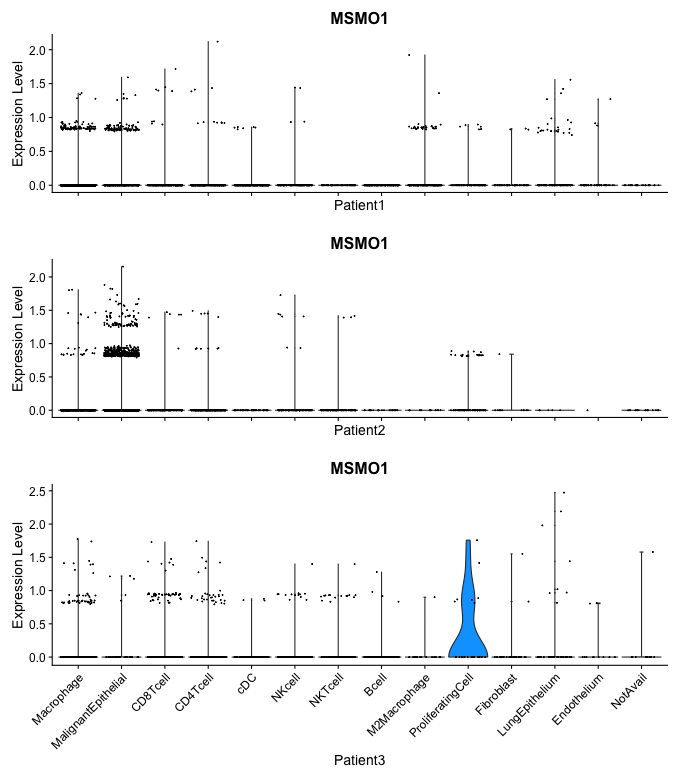 MSMO1
Expression Level
2.0
1.5
1.0
0.5
0.0
Patient1
MSMO1
Expression Level
2.0
1.5
1.0
0.5
0.0
Patient2
MSMO1
Expression Level
2.5
2.0
1.5
1.0
0.5
0.0
Macrophage
MalignantEpithelial
CD8Tcell
CD4Tcell
cDC
NKcell
NKTcell
Bcell
M2Macrophage
ProliferatingCell
Fibroblast
LungEpithelium
Endothelium
NotAvail
Patient3